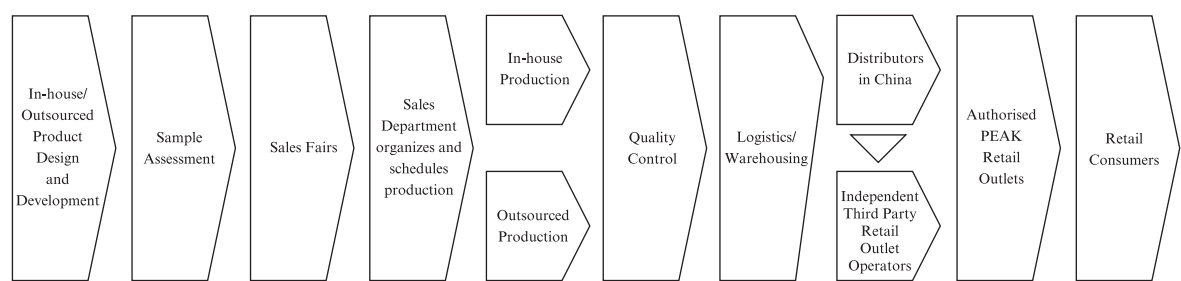 In-house/
Outsourced
Product
Design
and
Development
Sample
Assessment
Sales Fairs
Sales
Department
organizes and
schedules
production
In-house
Production
Outsourced
Production
Quality
Control
Logistics/
Warehousing
Distributors
in China
Independent
Third Party
Retail
Outlet
Operators
Authorised
PEAK
Retail
Outlets
Retail
Consumers